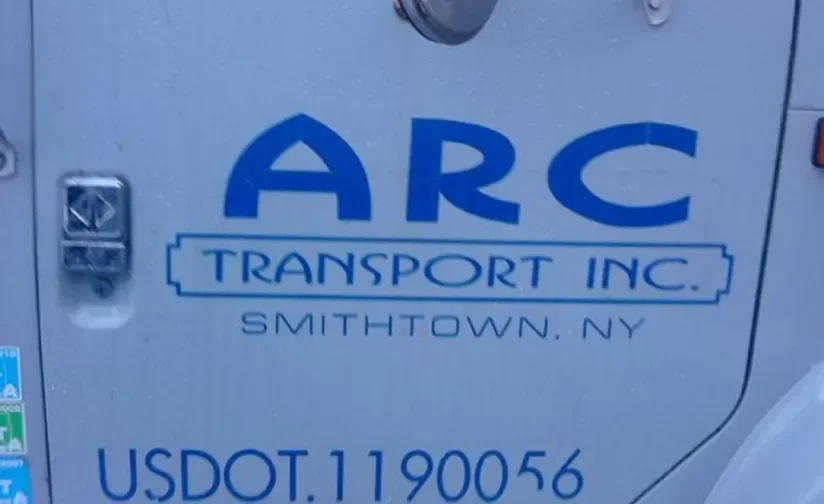 ARC
TRANSPORT INC.
SMITHTOWN, NY
USDOT.1190056